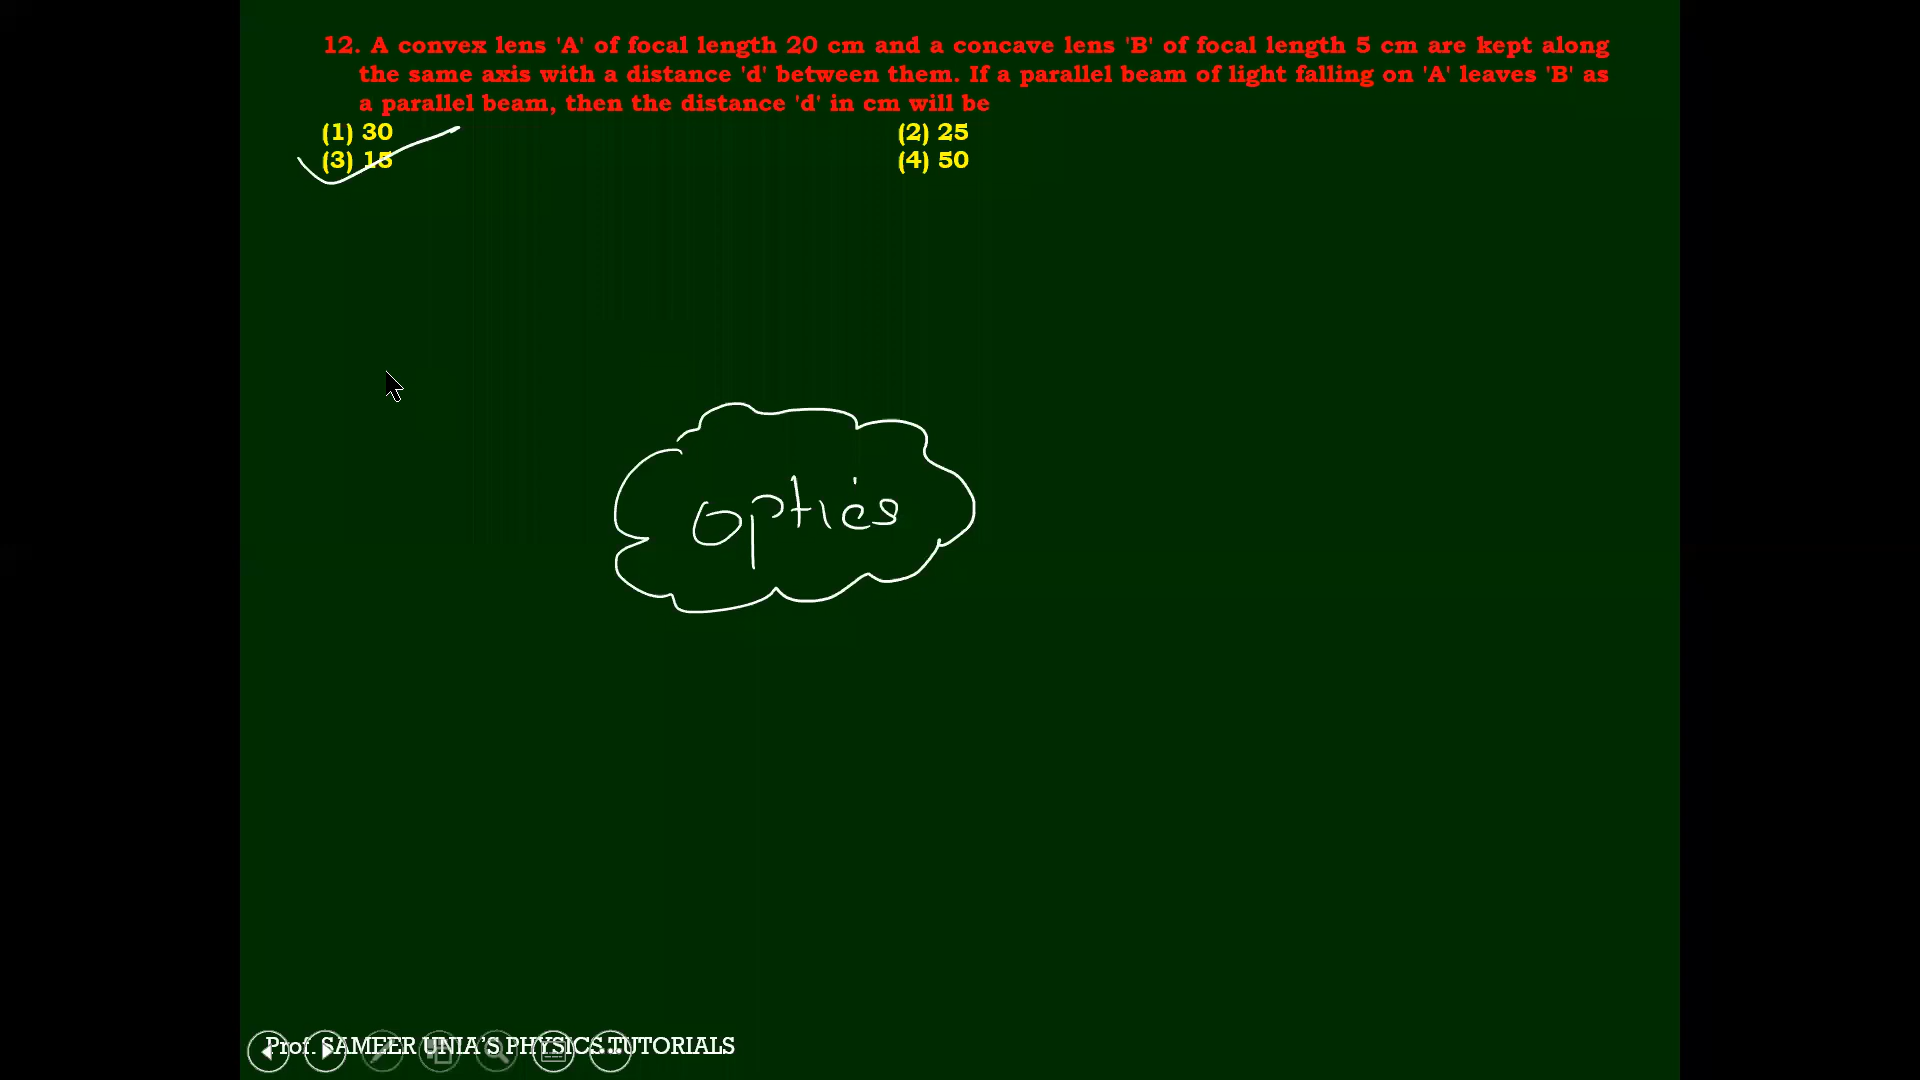 12. A convex lens 'A' of focal length 20 cm and a concave lens 'B' of focal length 5 cm are kept along
the same axis with a distance 'd' between them. If a parallel beam of light falling on 'A' leaves 'B' as
a parallel beam, then the distance 'd' in cm will be
(1) 30 (2) 25
(3) 15 (4) 50
optics
Prof. SAMEER UNIA'S PHYSICS TUTORIALS